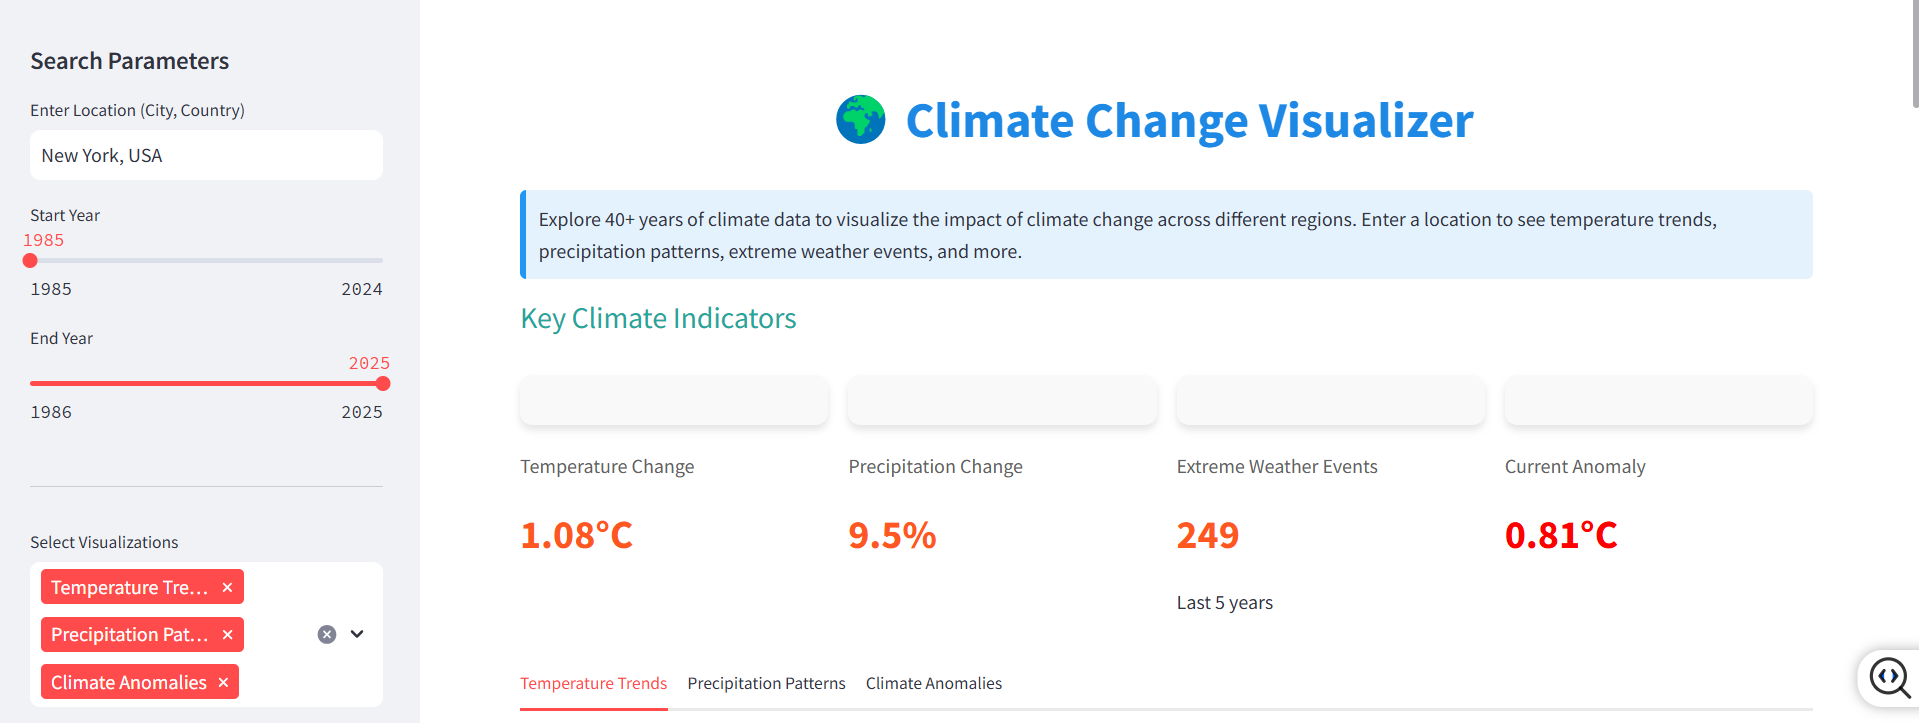 Search Parameters
Enter Location (City, Country)
New York, USA
Start Year
1985
1985 2024
End Year
2025
1986 2025
Select Visualizations
Temperature Tre...
Precipitation Pat...
Climate Anomalies
Climate Change Visualizer
Explore 40+ years of climate data to visualize the impact of climate change across different regions. Enter a location to see temperature trends,
precipitation patterns, extreme weather events, and more.
Key Climate Indicators
Temperature Change Precipitation Change Extreme Weather Events Current Anomaly
1.08°C 9.5% 249 0.81°C
Last 5 years
Temperature Trends Precipitation Patterns Climate Anomalies